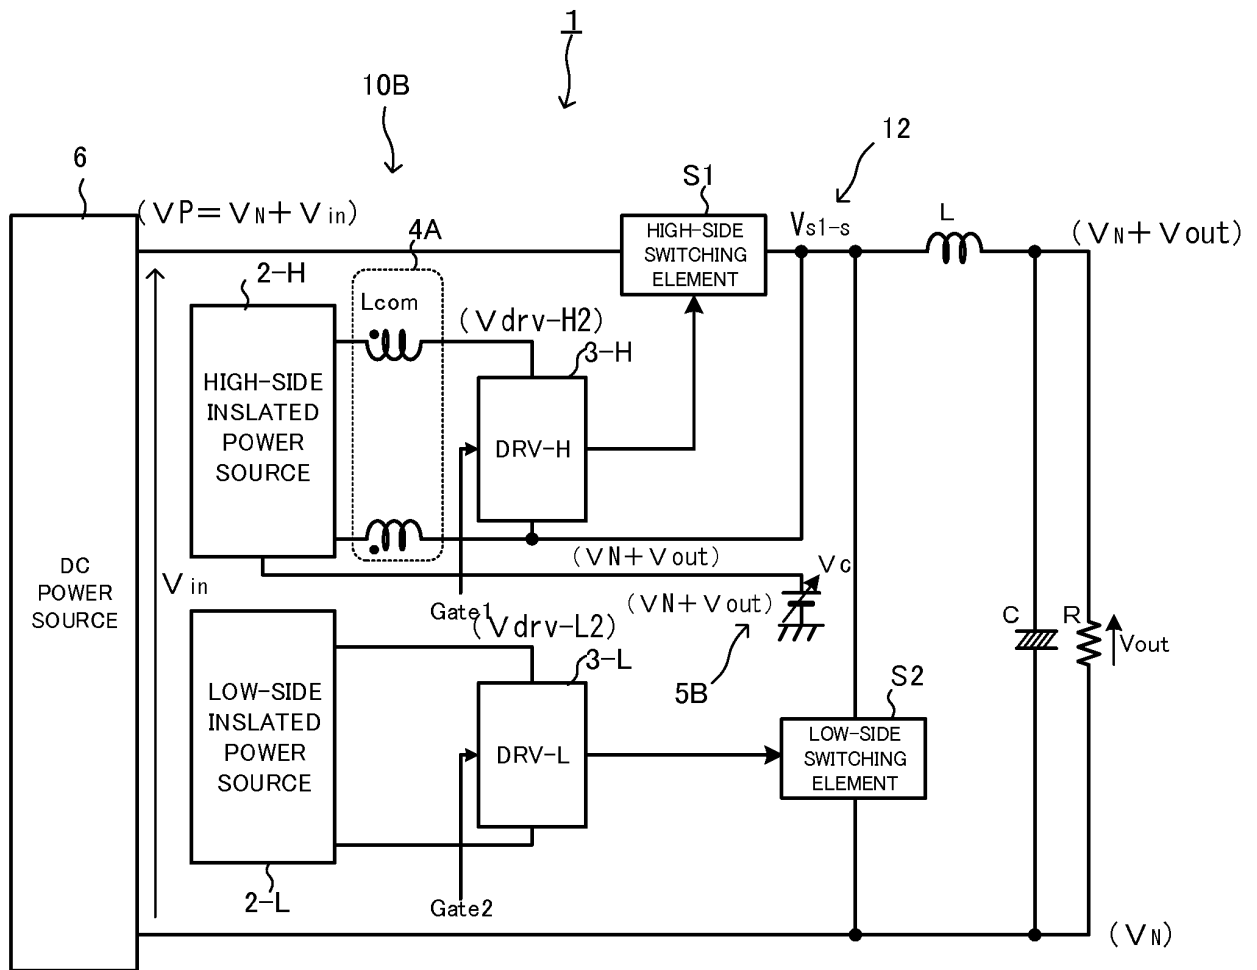 1
10B
12
6
S1
(VP=VN+Vin)
4A
HIGH-SIDE
SWITCHING
ELEMENT
Vs1-s
L
(VN+Vout)
2-H
Lcom
(Vdrv-H2)
3-H
HIGH-SIDE
INSLATED
POWER
SOURCE
DRV-H
(VN+Vout)
Vc
DC
POWER
SOURCE
Vin
Gate1
(VN+Vout)
C
R
Vout
(Vdrv-L2)
3-L
5B
S2
LOW-SIDE
INSLATED
POWER
SOURCE
DRV-L
LOW-SIDE
SWITCHING
ELEMENT
2-L
Gate2
(VN)